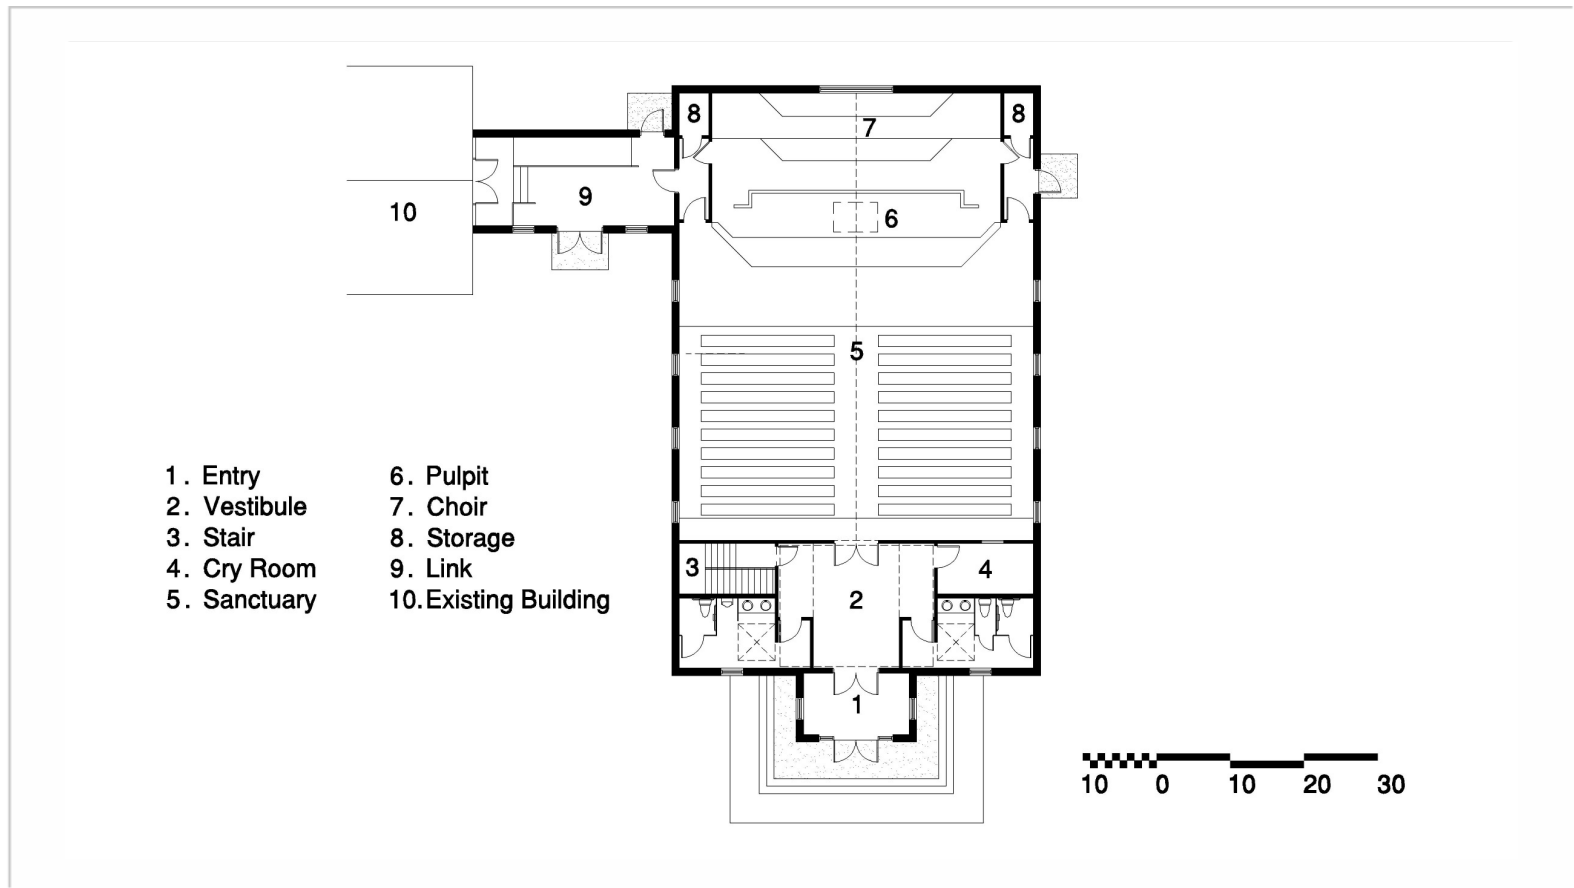 8
7
8
9
10
6
5
1. Entry
2. Vestibule
3. Stair
4. Cry Room
5. Sanctuary
6. Pulpit
7. Choir
8. Storage
9. Link
10. Existing Building
3
4
2
1
10 0 10 20 30